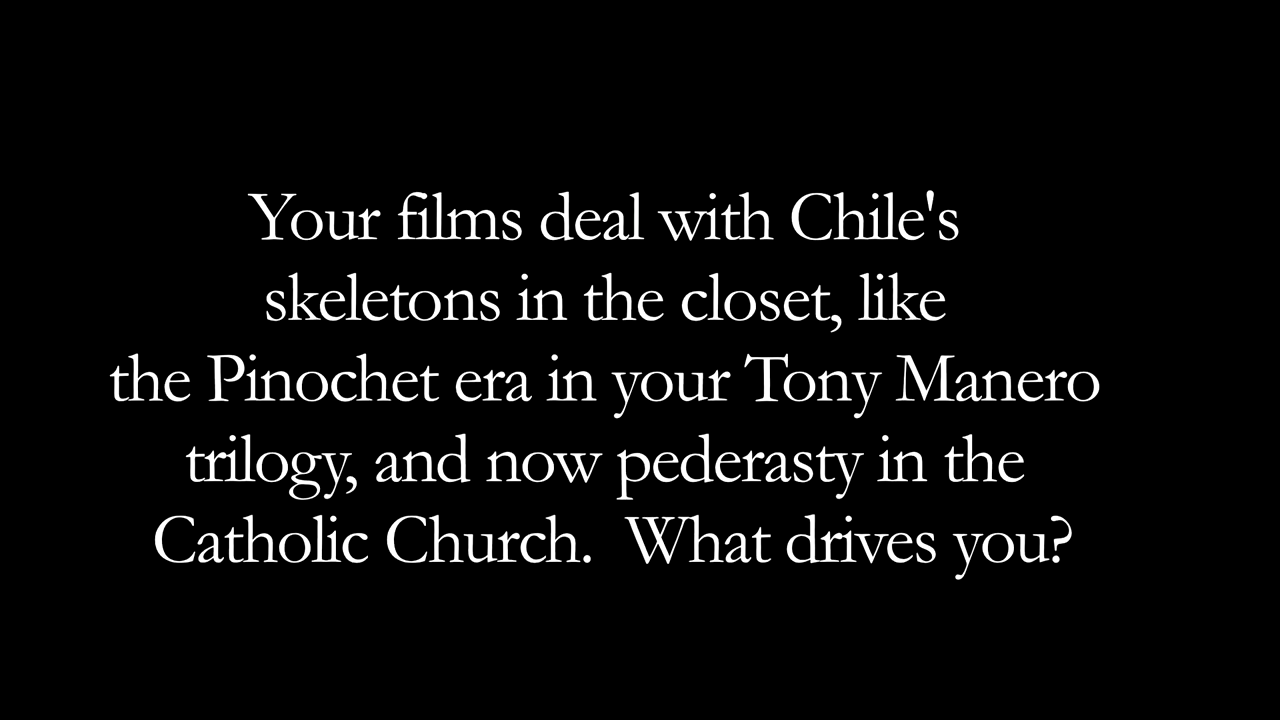 Your films deal with Chile's
skeletons in the closet, like
the Pinochet era in your Tony Manero
trilogy, and now pederasty in the
Catholic Church.  What drives you?